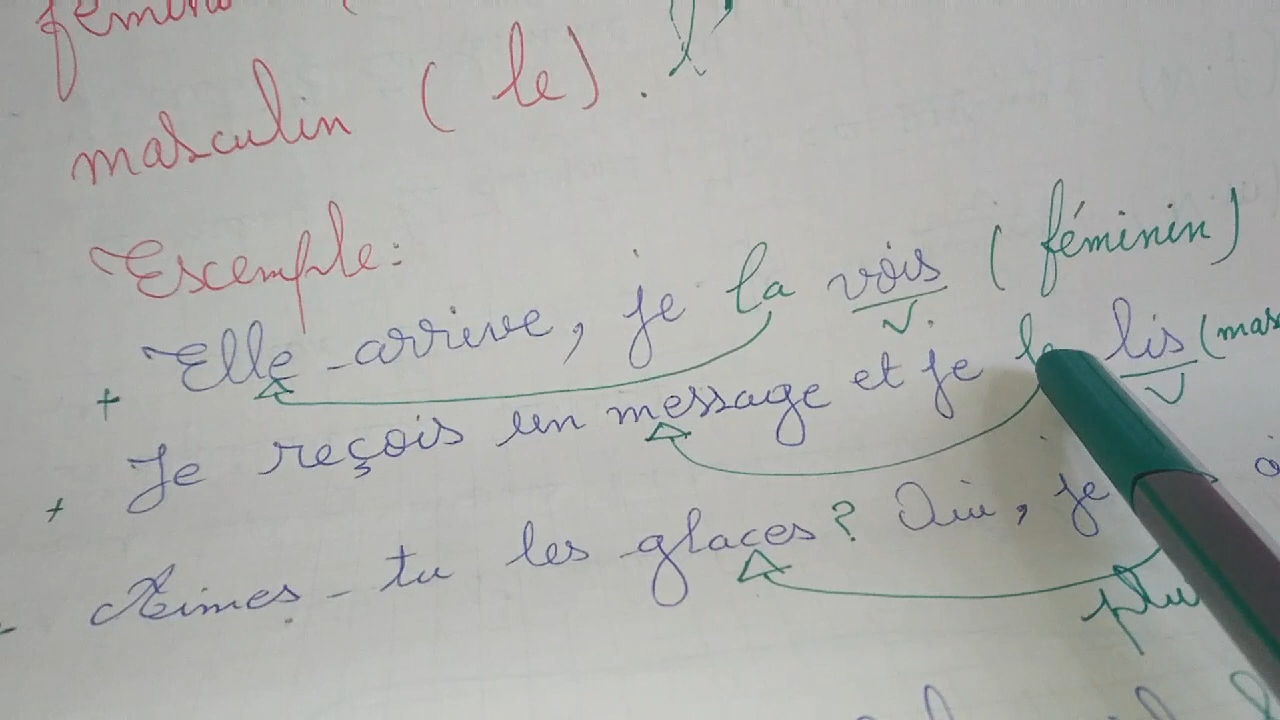 masculin (le). l'
Exemple:
+ Elle arrive, je la vois (féminin)
V.
+ Je reçois un message et je le lis (mas
V
- Aimes-tu les glaces? Oui, je